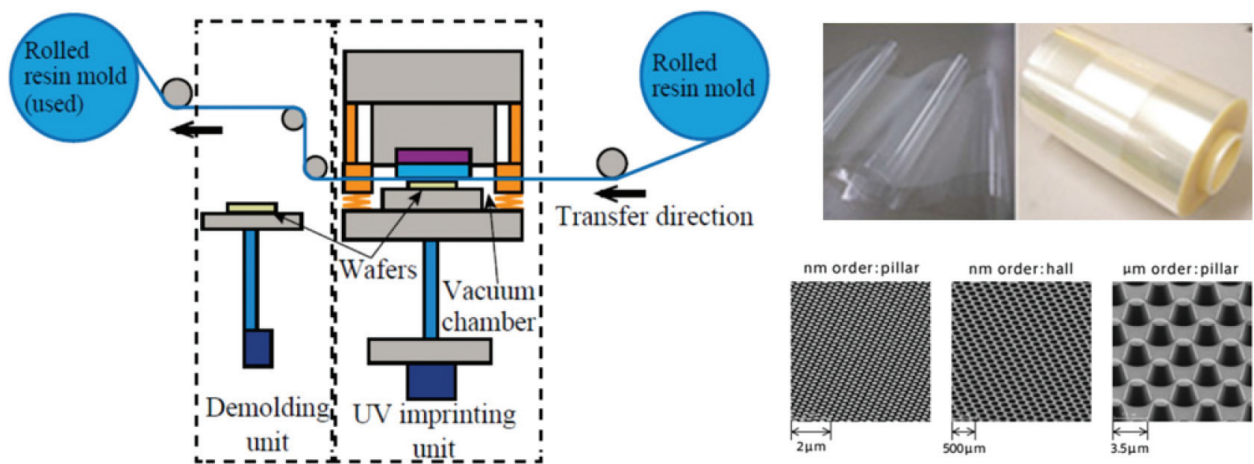 Rolled
resin mold
(used)
Rolled
resin mold
Transfer direction
Wafers
Vacuum
chamber
Demolding
unit
UV imprinting
unit
nm order:pillar
nm order:hall
μm order:pillar
2μm
500μm
3.5μm